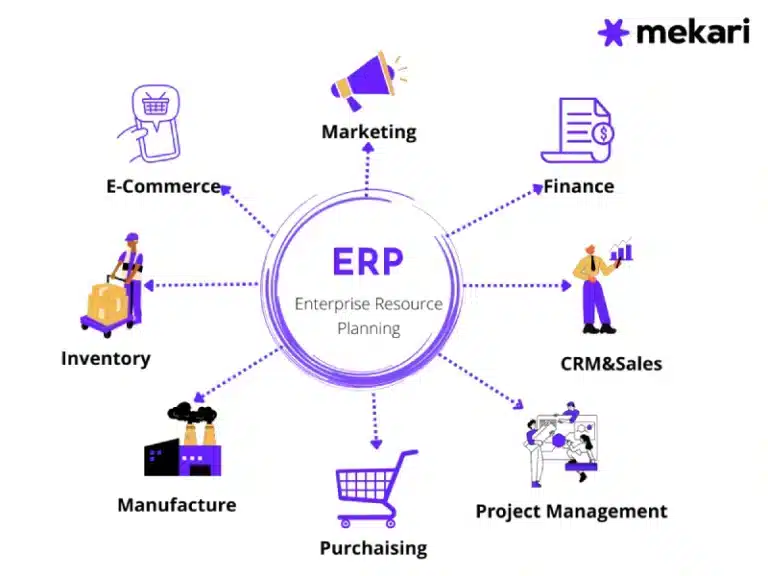 mekari
Marketing
E-Commerce
Finance
ERP
Enterprise Resource
Planning
Inventory
CRM&Sales
Manufacture
Project Management
Purchaising